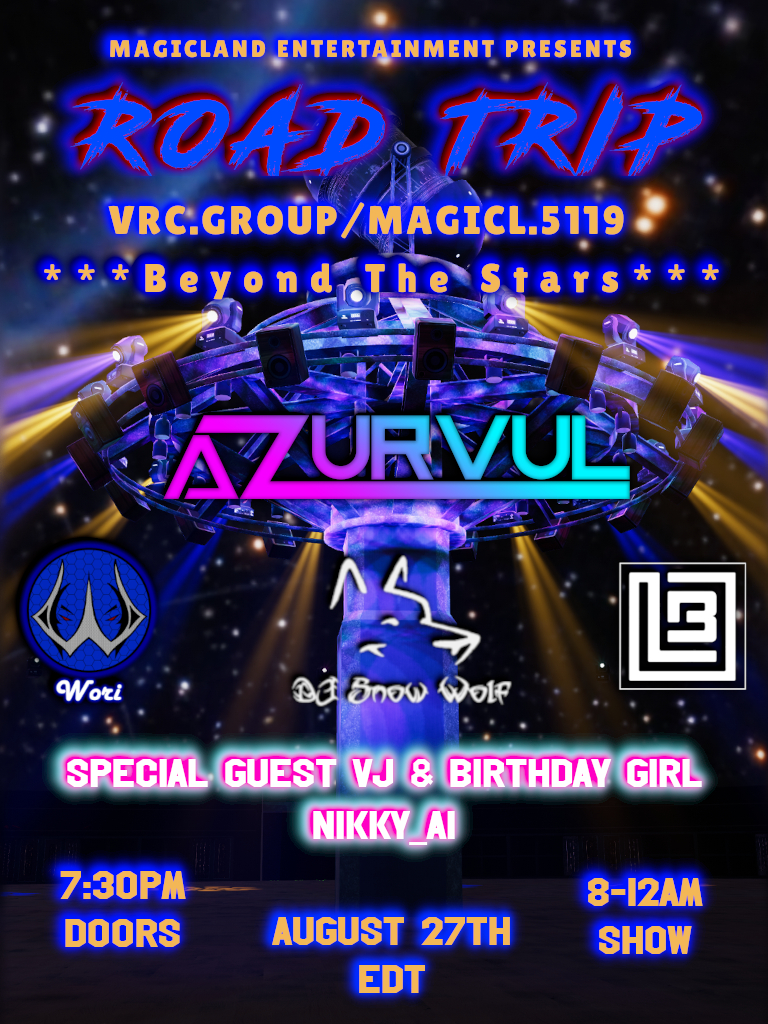 MAGICLAND ENTERTAINMENT PRESENTS
ROAD TRIP
VRC.GROUP/MAGICL.5119
***Beyond The Stars***
AZURVUL
Wori
DJ Snow Wolf
LB
SPECIAL GUEST VJ & BIRTHDAY GIRL
NIKKY_AI
7:30PM
DOORS
AUGUST 27TH
EDT
8-12AM
SHOW